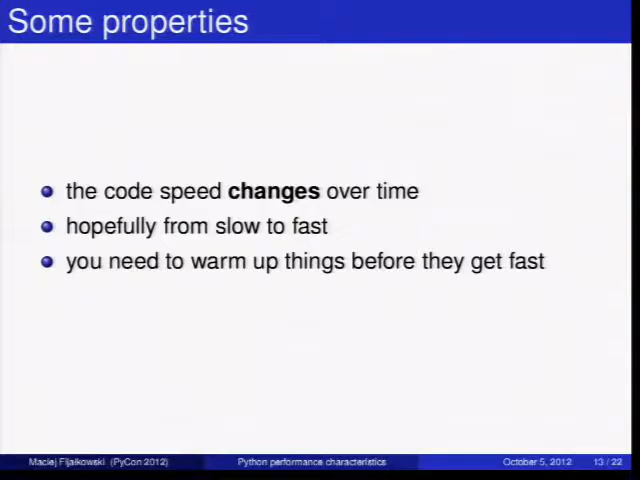 Some properties
the code speed changes over time
hopefully from slow to fast
you need to warm up things before they get fast
Maciej Fijałkowski (PyCon 2012) Python performance characteristics October 5, 2012 13 / 22